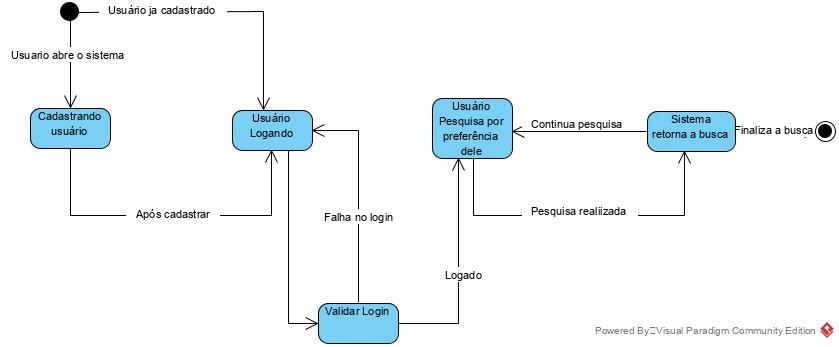 Usuário ja cadastrado
Usuario abre o sistema
Cadastrando
usuário
Usuário
Logando
Usuário
Pesquisa por
preferência
dele
Continua pesquisa
Sistema
retorna a busca
Finaliza a busca
Após cadastrar
Falha no login
Pesquisa realiizada
Logado
Validar Login
Powered By Visual Paradigm Community Edition